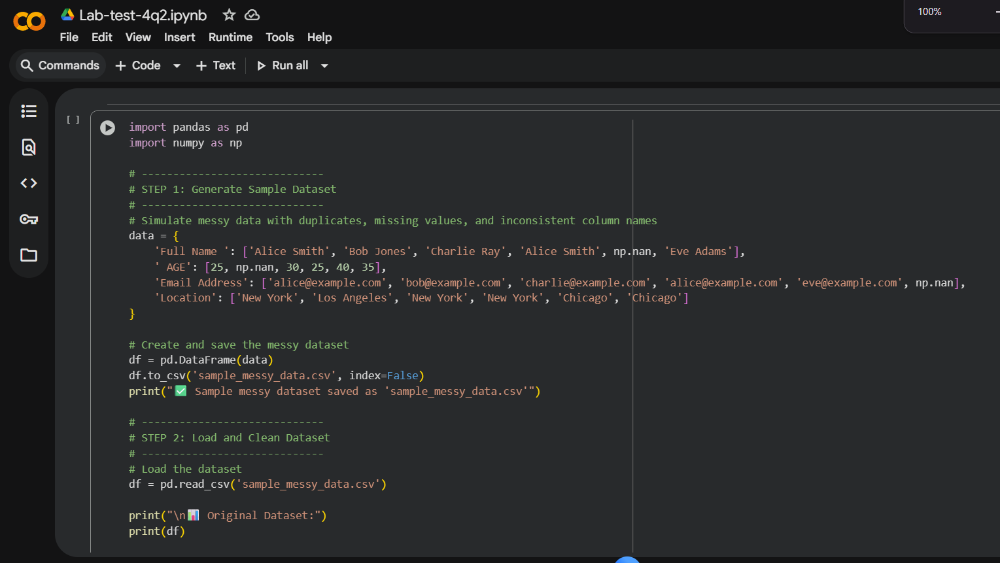 Lab-test-4q2.ipynb
100%
File Edit View Insert Runtime Tools Help
Commands + Code + Text Run all
[ ]
import pandas as pd
import numpy as np
# -----------------------------
# STEP 1: Generate Sample Dataset
# -----------------------------
# Simulate messy data with duplicates, missing values, and inconsistent column names
data = {
    'Full Name ': ['Alice Smith', 'Bob Jones', 'Charlie Ray', 'Alice Smith', np.nan, 'Eve Adams'],
    ' AGE': [25, np.nan, 30, 25, 40, 35],
    'Email Address': ['alice@example.com', 'bob@example.com', 'charlie@example.com', 'alice@example.com', 'eve@example.com', np.nan],
    'Location': ['New York', 'Los Angeles', 'New York', 'New York', 'Chicago', 'Chicago']
}
# Create and save the messy dataset
df = pd.DataFrame(data)
df.to_csv('sample_messy_data.csv', index=False)
print("✅ Sample messy dataset saved as 'sample_messy_data.csv'")
# -----------------------------
# STEP 2: Load and Clean Dataset
# -----------------------------
# Load the dataset
df = pd.read_csv('sample_messy_data.csv')
print("\n📊 Original Dataset:")
print(df)